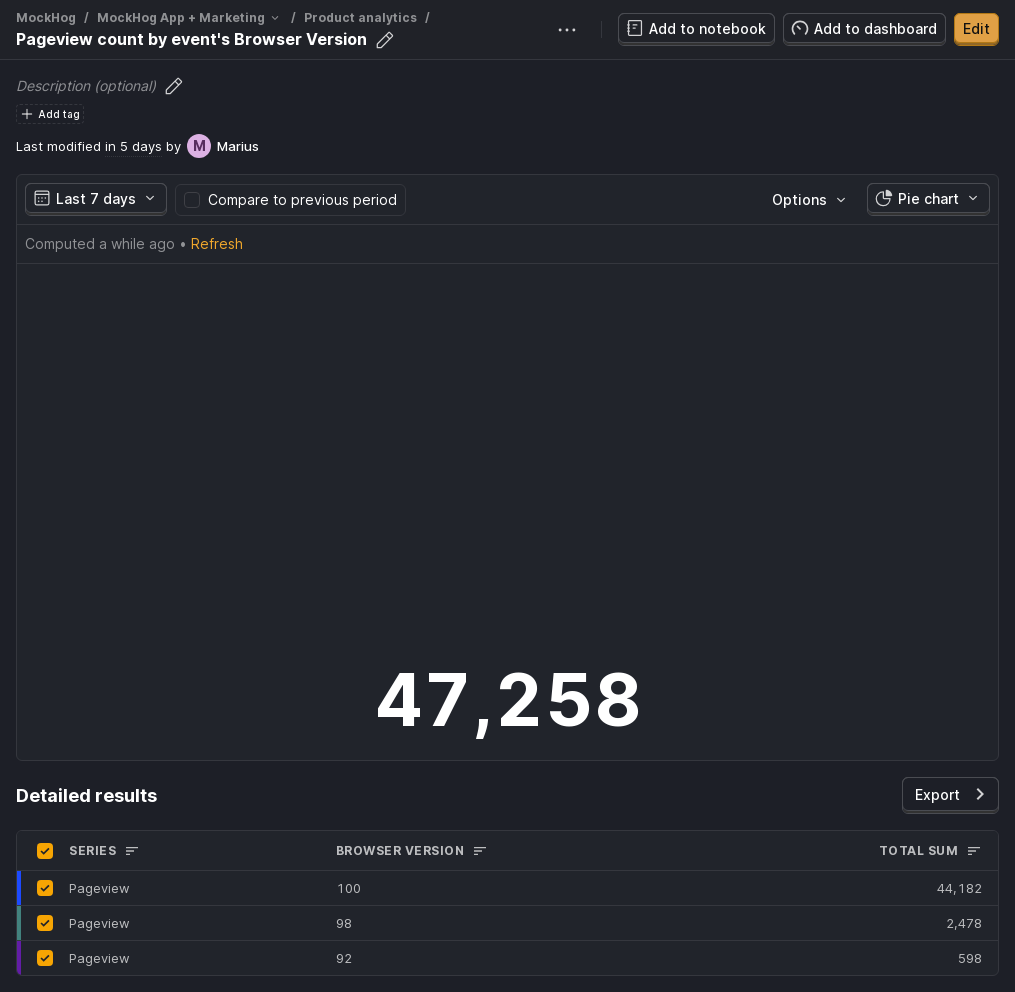 MockHog / MockHog App + Marketing / Product analytics /
Pageview count by event's Browser Version
Add to notebook
Add to dashboard
Edit
Description (optional)
Add tag
Last modified in 5 days by M Marius
Last 7 days
Compare to previous period
Options
Pie chart
Computed a while ago • Refresh
47,258
Detailed results
Export
SERIES BROWSER VERSION TOTAL SUM
Pageview 100 44,182
Pageview 98 2,478
Pageview 92 598